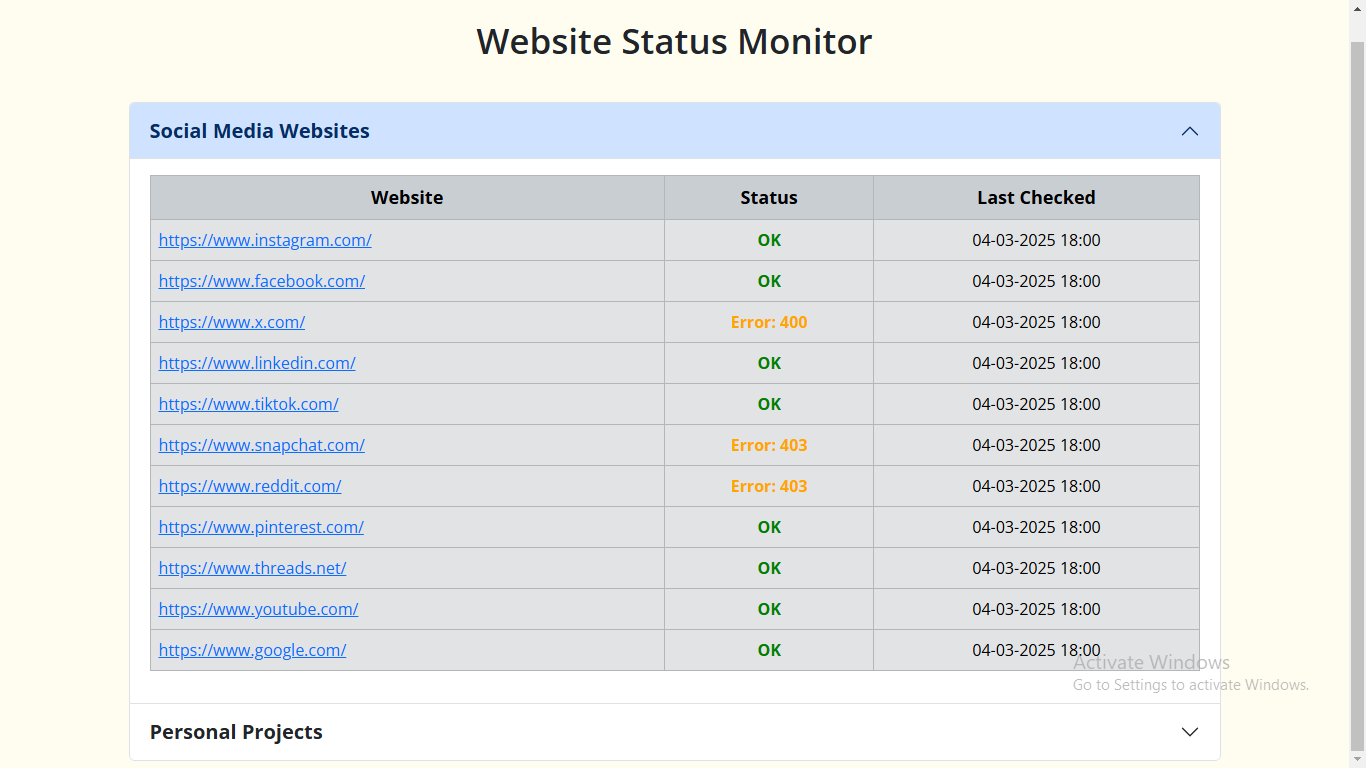 Website Status Monitor
Social Media Websites
Website Status Last Checked
https://www.instagram.com/ OK 04-03-2025 18:00
https://www.facebook.com/ OK 04-03-2025 18:00
https://www.x.com/ Error: 400 04-03-2025 18:00
https://www.linkedin.com/ OK 04-03-2025 18:00
https://www.tiktok.com/ OK 04-03-2025 18:00
https://www.snapchat.com/ Error: 403 04-03-2025 18:00
https://www.reddit.com/ Error: 403 04-03-2025 18:00
https://www.pinterest.com/ OK 04-03-2025 18:00
https://www.threads.net/ OK 04-03-2025 18:00
https://www.youtube.com/ OK 04-03-2025 18:00
https://www.google.com/ OK 04-03-2025 18:00
Activate Windows
Go to Settings to activate Windows.
Personal Projects